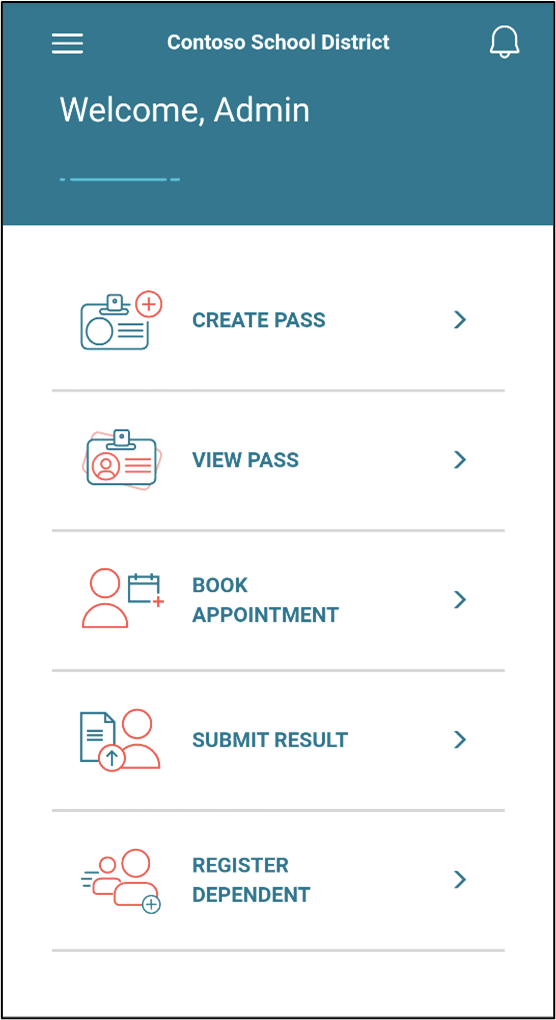 Contoso School District
Welcome, Admin
CREATE PASS
VIEW PASS
BOOK
APPOINTMENT
SUBMIT RESULT
REGISTER
DEPENDENT